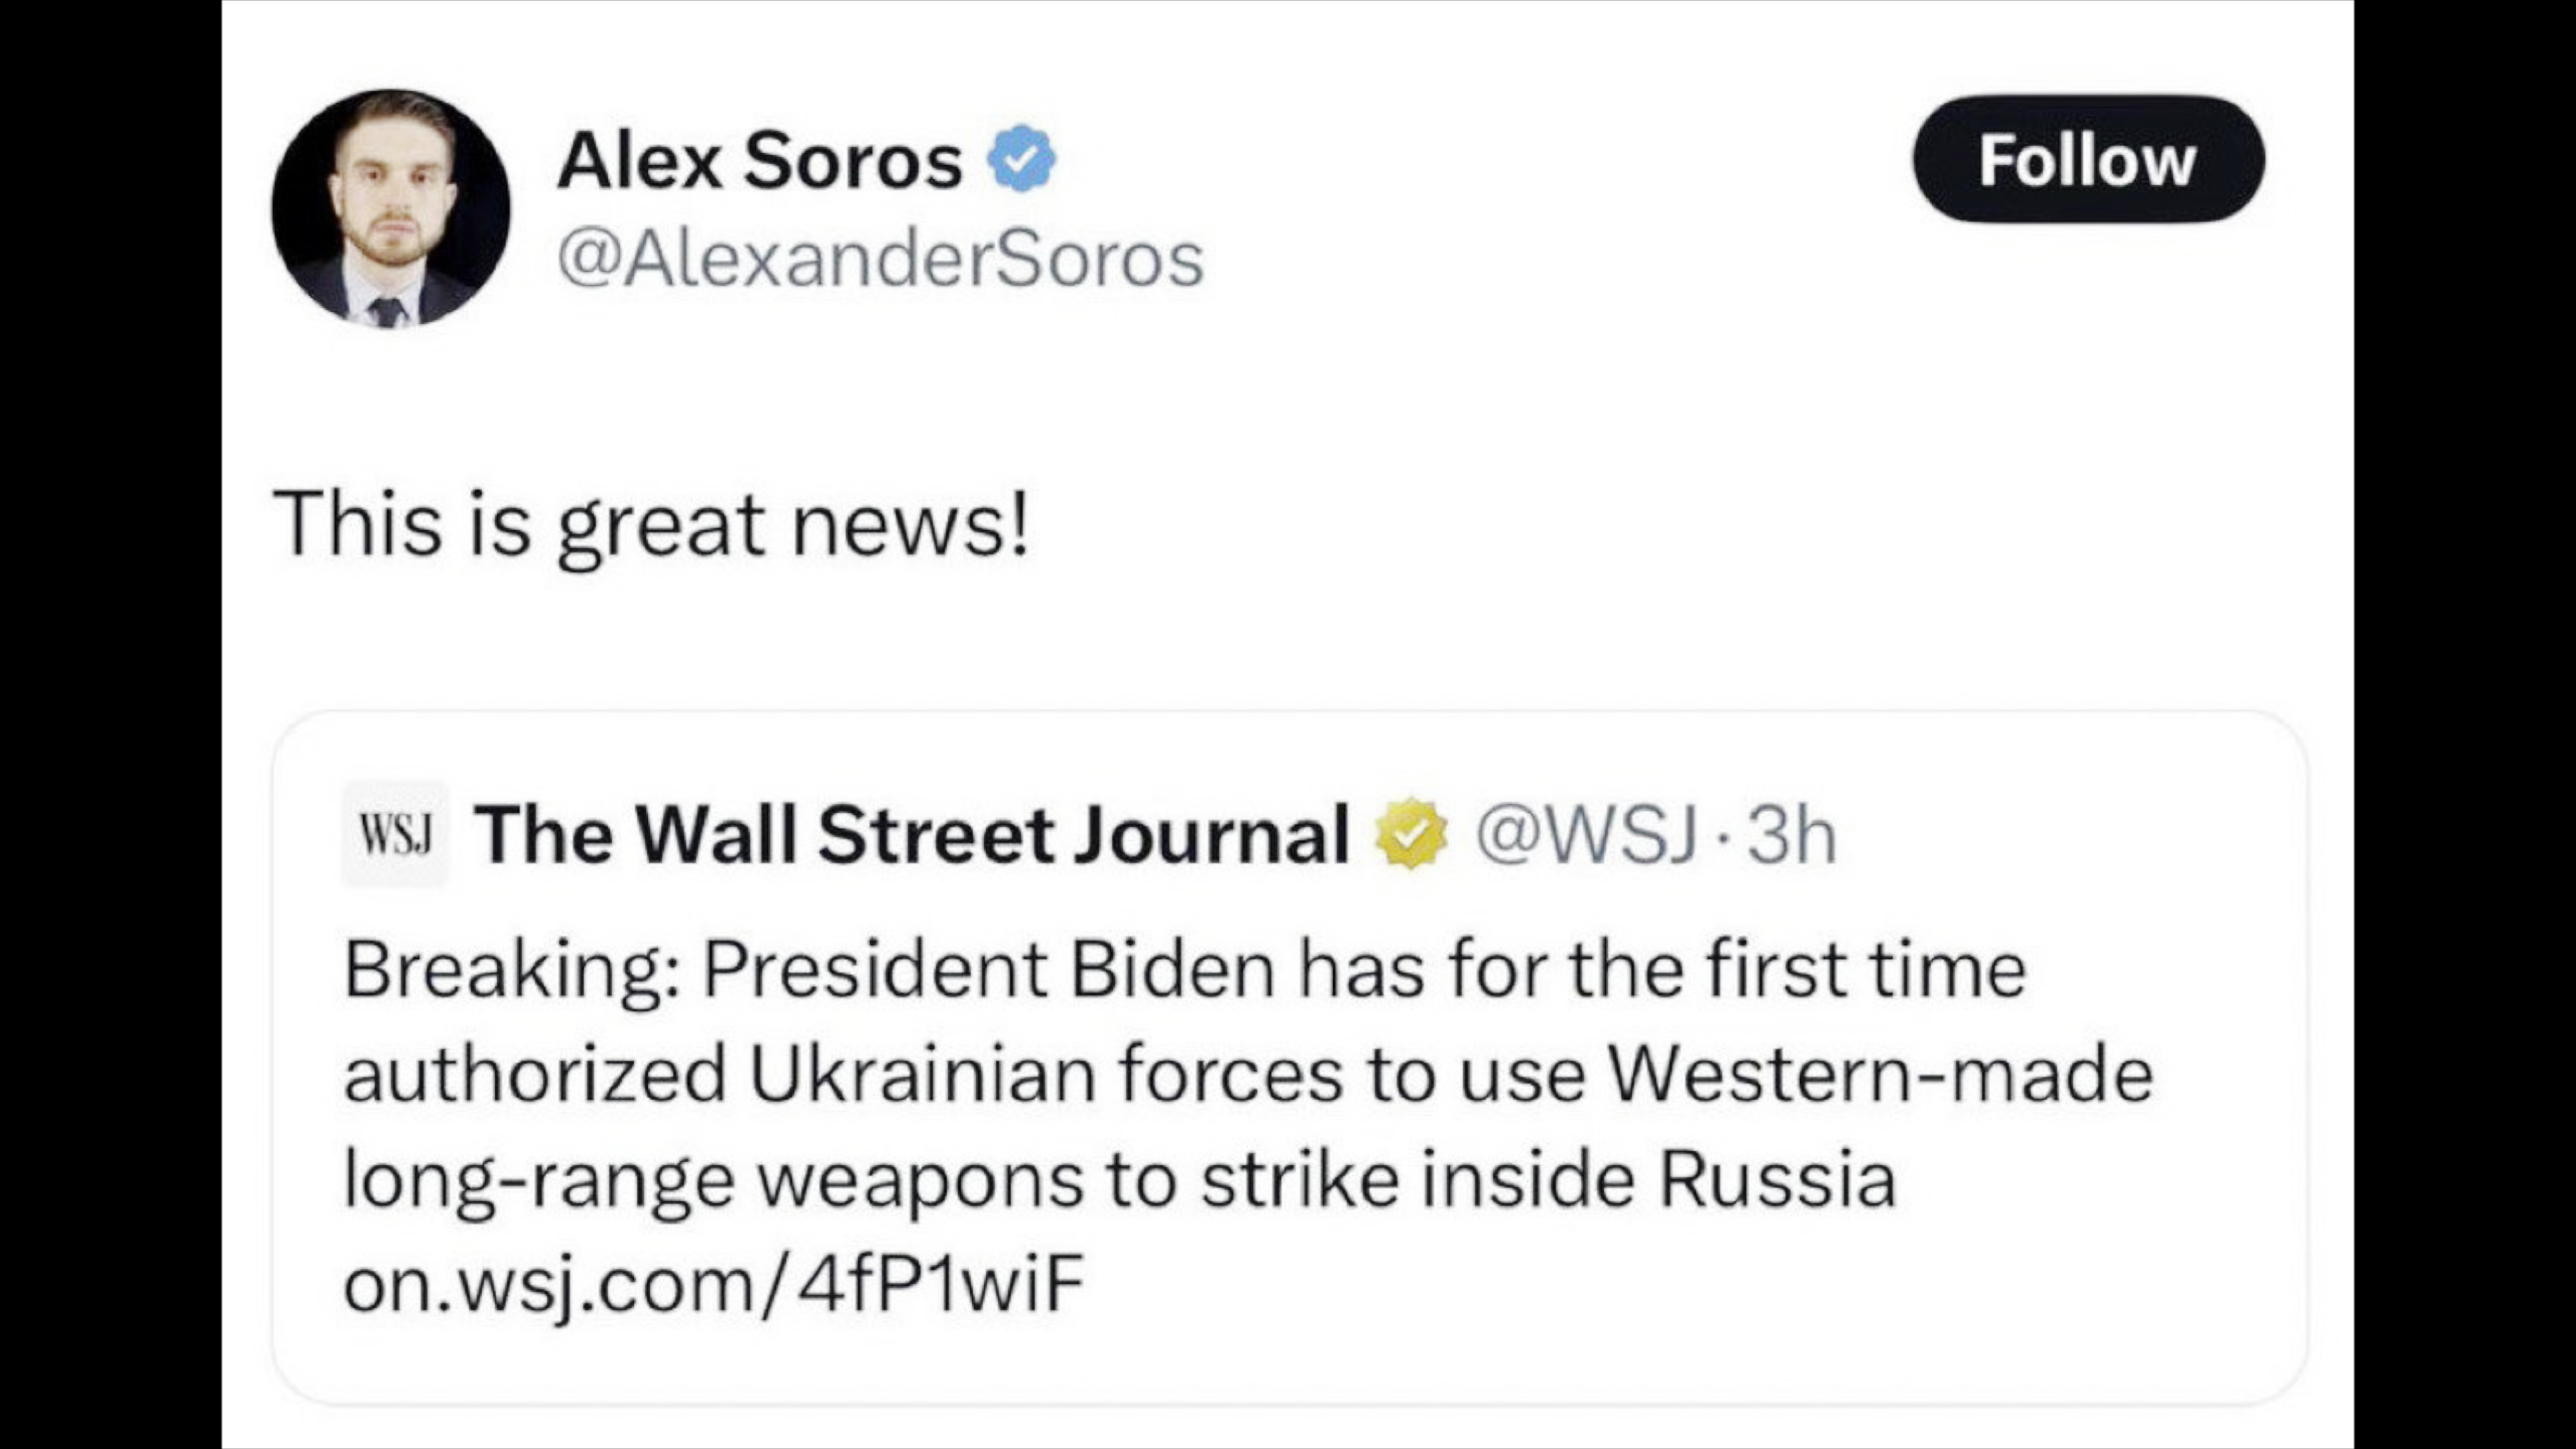 Alex Soros
Follow
@AlexanderSoros
This is great news!
WSJ The Wall Street Journal @WSJ · 3h
Breaking: President Biden has for the first time
authorized Ukrainian forces to use Western-made
long-range weapons to strike inside Russia
on.wsj.com/4fP1wiF